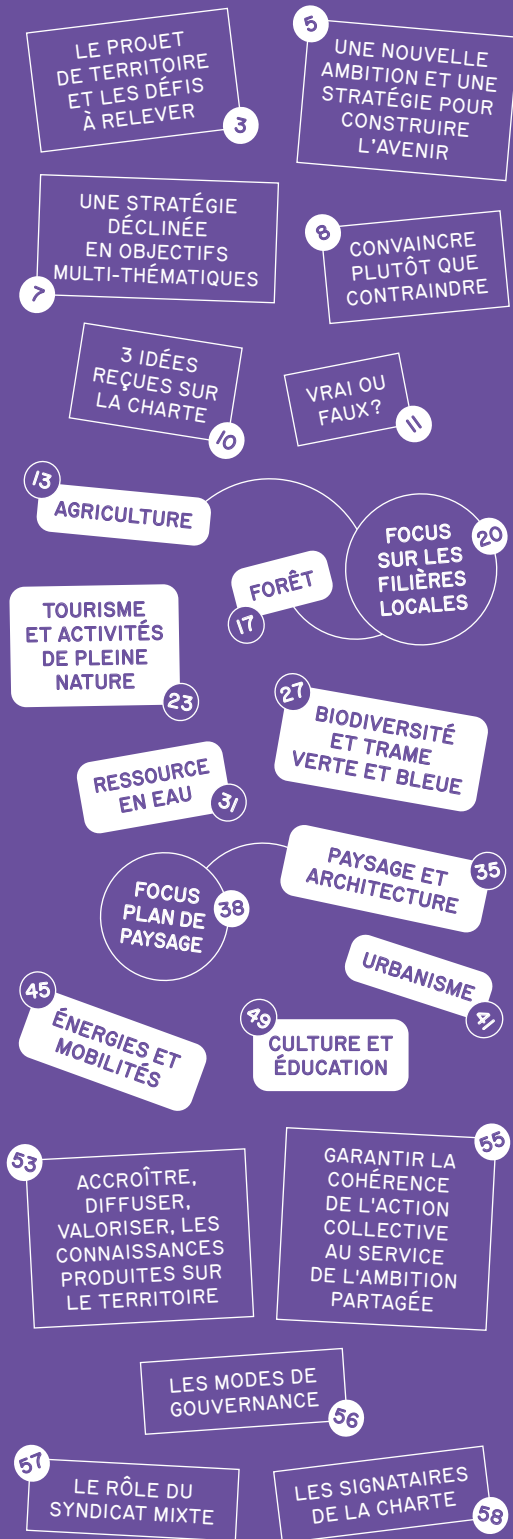 LE PROJET
DE TERRITOIRE
ET LES DÉFIS
À RELEVER
3
5
UNE NOUVELLE
AMBITION ET UNE
STRATÉGIE POUR
CONSTRUIRE
L'AVENIR
UNE STRATÉGIE
DÉCLINÉE
EN OBJECTIFS
MULTI-THÉMATIQUES
7
8
CONVAINCRE
PLUTÔT QUE
CONTRAINDRE
3 IDÉES
REÇUES SUR
LA CHARTE
10
VRAI OU
FAUX?
11
13
AGRICULTURE
FORÊT
17
20
FOCUS
SUR LES
FILIÈRES
LOCALES
TOURISME
ET ACTIVITÉS
DE PLEINE
NATURE
23
27
BIODIVERSITÉ
ET TRAME
VERTE ET BLEUE
RESSOURCE
EN EAU
31
PAYSAGE ET
ARCHITECTURE
35
FOCUS
PLAN DE
PAYSAGE
38
URBANISME
41
45
ÉNERGIES ET
MOBILITÉS
49
CULTURE ET
ÉDUCATION
53
ACCROÎTRE,
DIFFUSER,
VALORISER, LES
CONNAISSANCES
PRODUITES SUR
LE TERRITOIRE
55
GARANTIR LA
COHÉRENCE
DE L'ACTION
COLLECTIVE
AU SERVICE
DE L'AMBITION
PARTAGÉE
LES MODES DE
GOUVERNANCE
56
57
LE RÔLE DU
SYNDICAT MIXTE
LES SIGNATAIRES
DE LA CHARTE
58